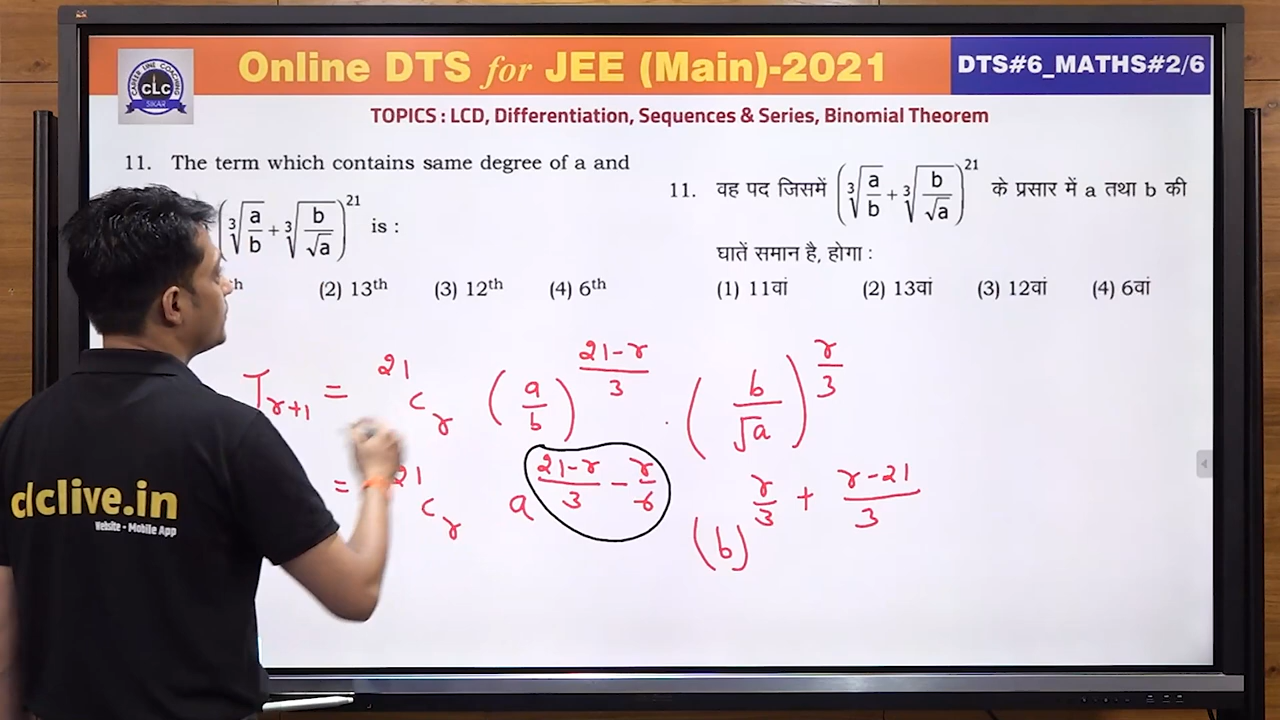 Online DTS for JEE (Main)-2021
DTS#6_MATHS#2/6
CAREER LINE COACHING
CLC
SIKAR
TOPICS : LCD, Differentiation, Sequences & Series, Binomial Theorem
11. The term which contains same degree of a and
(∛(a/b) + ∛(b/√a))^21 is :
(2) 13th (3) 12th (4) 6th
11. वह पद जिसमें (∛(a/b) + ∛(b/√a))^21 के प्रसार में a तथा b की
घातें समान है, होगा :
(1) 11वां (2) 13वां (3) 12वां (4) 6वां
T_{r+1} = ^21C_r (a/b)^((21-r)/3) . (b/√a)^(r/3)
= ^21C_r a^((21-r)/3 - r/6) (b)^(r/3 + (r-21)/3)
clclive.in
Website - Mobile App